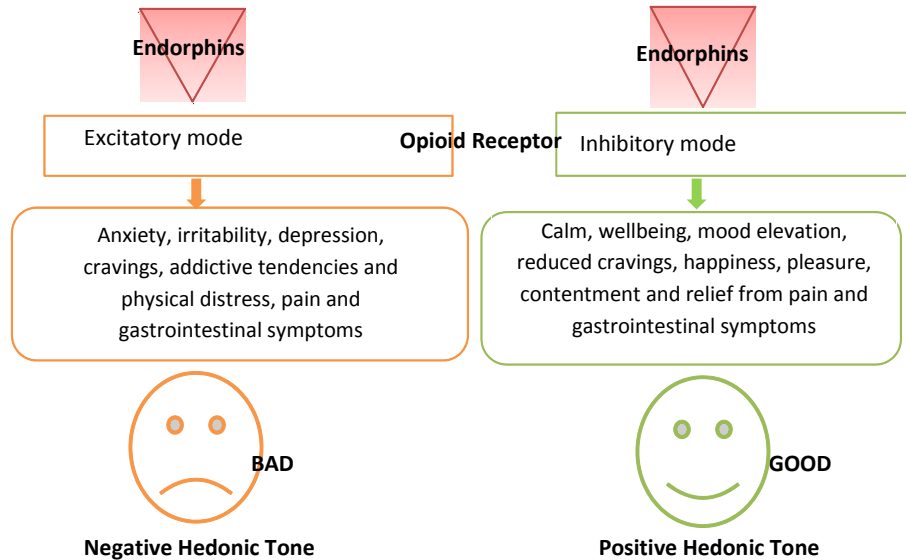 Endorphins
Endorphins
Excitatory mode
Opioid Receptor
Inhibitory mode
Anxiety, irritability, depression,
cravings, addictive tendencies and
physical distress, pain and
gastrointestinal symptoms
Calm, wellbeing, mood elevation,
reduced cravings, happiness, pleasure,
contentment and relief from pain and
gastrointestinal symptoms
BAD
GOOD
Negative Hedonic Tone
Positive Hedonic Tone